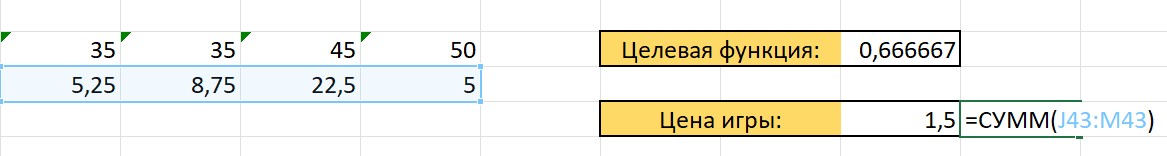 35 35 45 50 Целевая функция: 0,666667
5,25 8,75 22,5 5
Цена игры: 1,5 =СУММ(J43:M43)